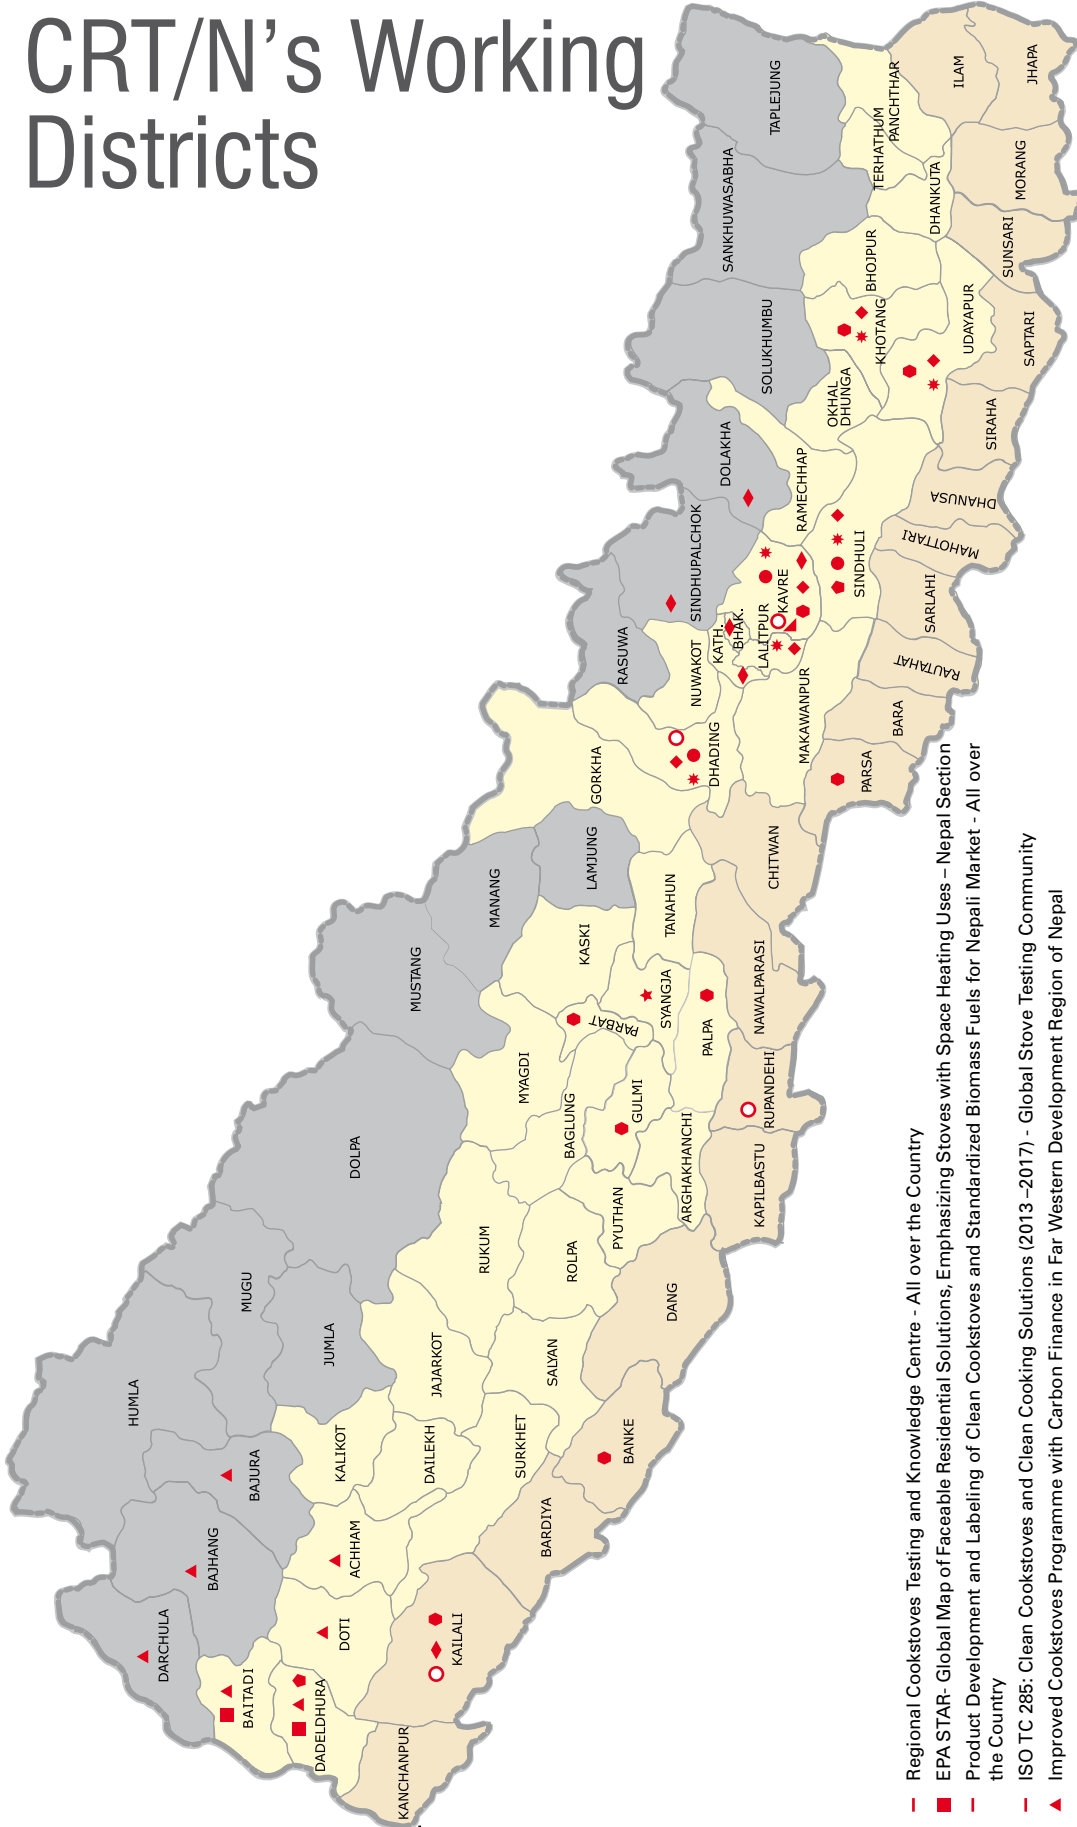 CRT/N's Working
Districts
TAPLEJUNG
PANCHTHAR
ILAM
JHAPA
TERHATHUM
SANKHUWASABHA
DHANKUTA
MORANG
SUNSARI
BHOJPUR
SOLUKHUMBU
KHOTANG
UDAYAPUR
SAPTARI
OKHAL
DHUNGA
SIRAHA
DOLAKHA
RAMECHHAP
DHANUSA
SINDHUPALCHOK
MAHOTTARI
SINDHULI
KAVRE
SARLAHI
RASUWA
NUWAKOT
KATH.
BHAK.
LALITPUR
RAUTAHAT
MAKAWANPUR
BARA
GORKHA
DHADING
PARSA
LAMJUNG
CHITWAN
MANANG
TANAHUN
KASKI
MUSTANG
SYANGJA
NAWALPARASI
PARBAT
PALPA
MYAGDI
GULMI
RUPANDEHI
BAGLUNG
DOLPA
ARGHAKHANCHI
KAPILBASTU
PYUTHAN
RUKUM
ROLPA
MUGU
DANG
JUMLA
JAJARKOT
SALYAN
HUMLA
KALIKOT
DAILEKH
SURKHET
BANKE
BAJURA
BARDIYA
ACHHAM
BAJHANG
DOTI
KAILALI
DARCHULA
BAITADI
DADELDHURA
KANCHANPUR
Regional Cookstoves Testing and Knowledge Centre - All over the Country
EPA STAR- Global Map of Faceable Residential Solutions, Emphasizing Stoves with Space Heating Uses – Nepal Section
Product Development and Labeling of Clean Cookstoves and Standardized Biomass Fuels for Nepali Market - All over
the Country
ISO TC 285: Clean Cookstoves and Clean Cooking Solutions (2013 –2017) - Global Stove Testing Community
Improved Cookstoves Programme with Carbon Finance in Far Western Development Region of Nepal